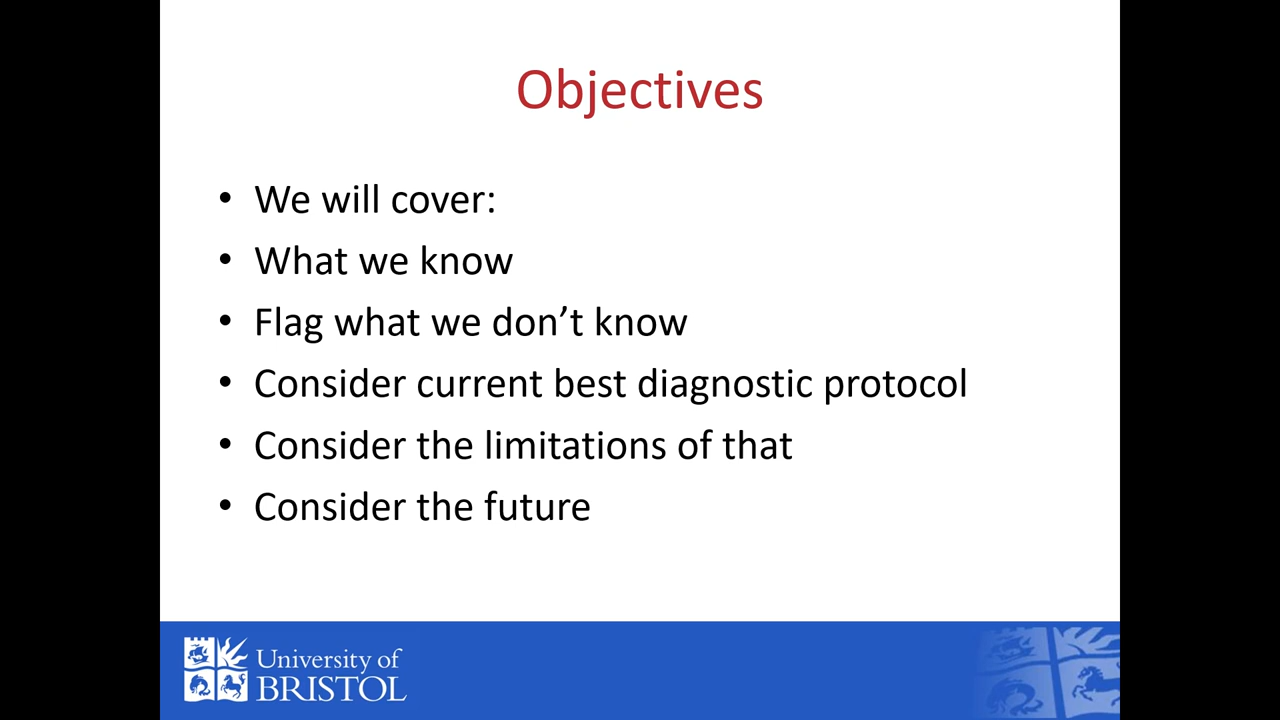 Objectives
• We will cover:
• What we know
• Flag what we don’t know
• Consider current best diagnostic protocol
• Consider the limitations of that
• Consider the future
University of
BRISTOL